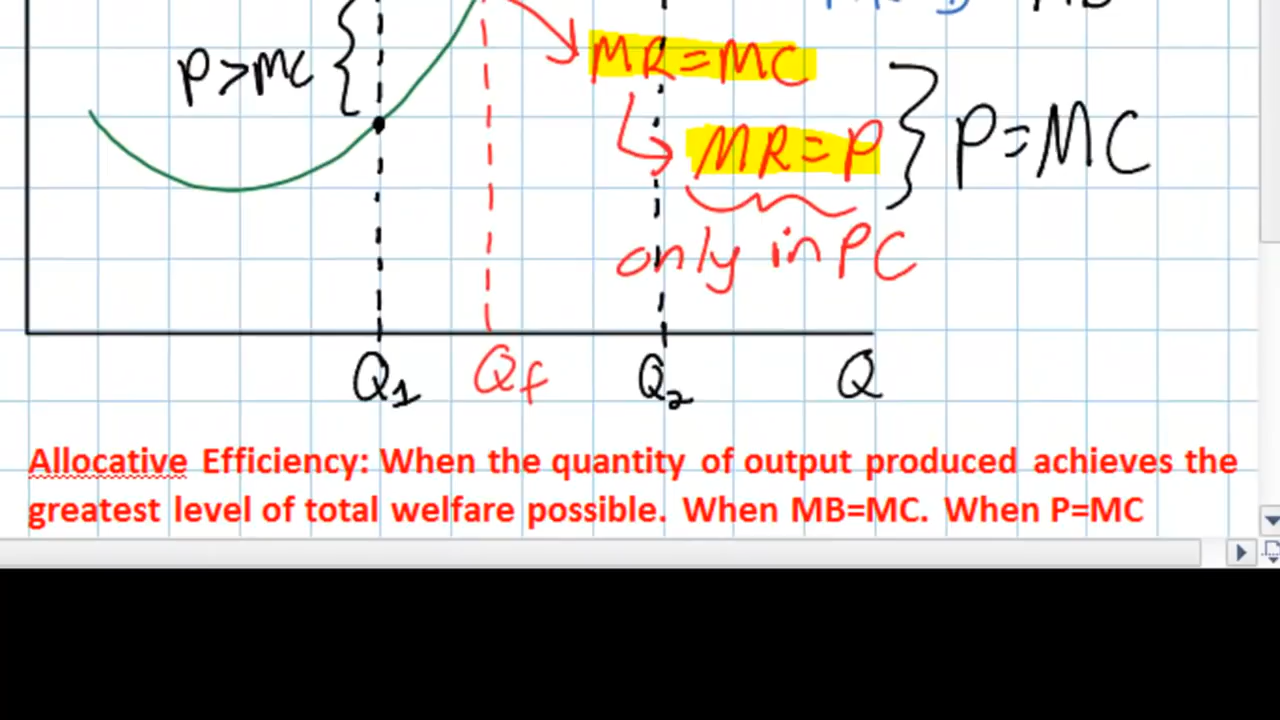 P>MC
MR=MC
MR=P
P=MC
only in PC
Q1 Qf Q2 Q
Allocative Efficiency: When the quantity of output produced achieves the
greatest level of total welfare possible. When MB=MC. When P=MC